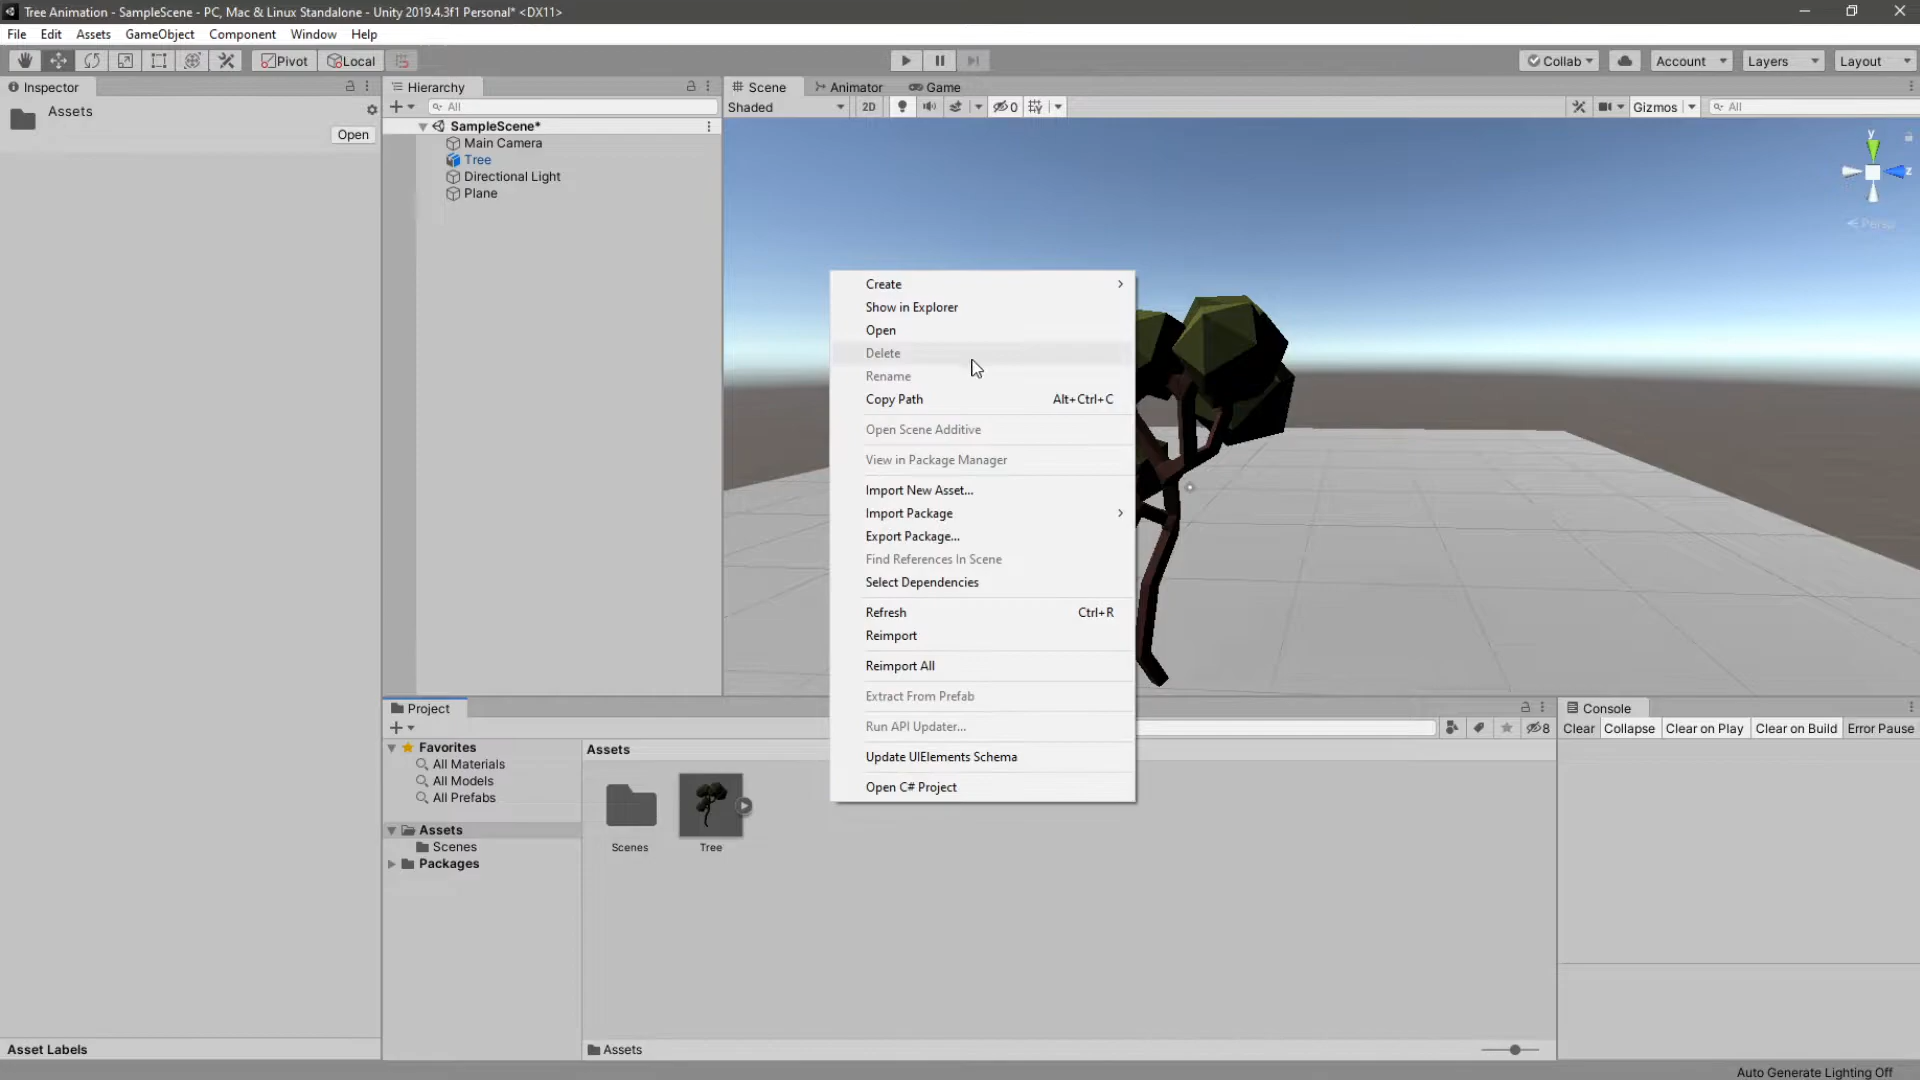 Tree Animation - SampleScene - PC, Mac & Linux Standalone - Unity 2019.4.3f1 Personal* <DX11>
File Edit Assets GameObject Component Window Help
Pivot Local Collab Account Layers Layout
Inspector
Assets
Open
Hierarchy
All
SampleScene*
Main Camera
Tree
Directional Light
Plane
Scene Animator Game
Shaded 2D 0 Gizmos All
y
z
Persp
Create
Show in Explorer
Open
Delete
Rename
Copy Path Alt+Ctrl+C
Open Scene Additive
View in Package Manager
Import New Asset...
Import Package
Export Package...
Find References In Scene
Select Dependencies
Refresh Ctrl+R
Reimport
Reimport All
Extract From Prefab
Run API Updater...
Update UIElements Schema
Open C# Project
Project
8
Favorites
All Materials
All Models
All Prefabs
Assets
Scenes
Packages
Assets
Scenes Tree
Assets
Console
Clear Collapse Clear on Play Clear on Build Error Pause
Asset Labels
Auto Generate Lighting Off